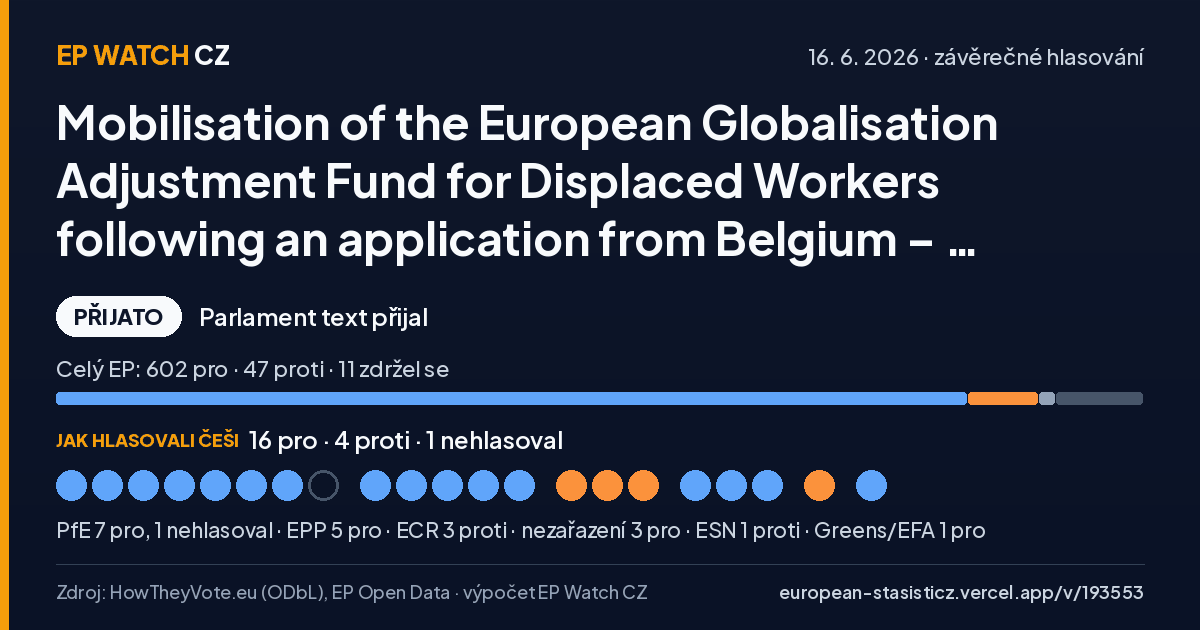 EP WATCH CZ
16. 6. 2026 · závěrečné hlasování
Mobilisation of the European Globalisation
Adjustment Fund for Displaced Workers
following an application from Belgium – …
PŘIJATO Parlament text přijal
Celý EP: 602 pro · 47 proti · 11 zdržel se
JAK HLASOVALI ČEŠI 16 pro · 4 proti · 1 nehlasoval
PfE 7 pro, 1 nehlasoval · EPP 5 pro · ECR 3 proti · nezařazení 3 pro · ESN 1 proti · Greens/EFA 1 pro
Zdroj: HowTheyVote.eu (ODbL), EP Open Data · výpočet EP Watch CZ
european-stasisticz.vercel.app/v/193553